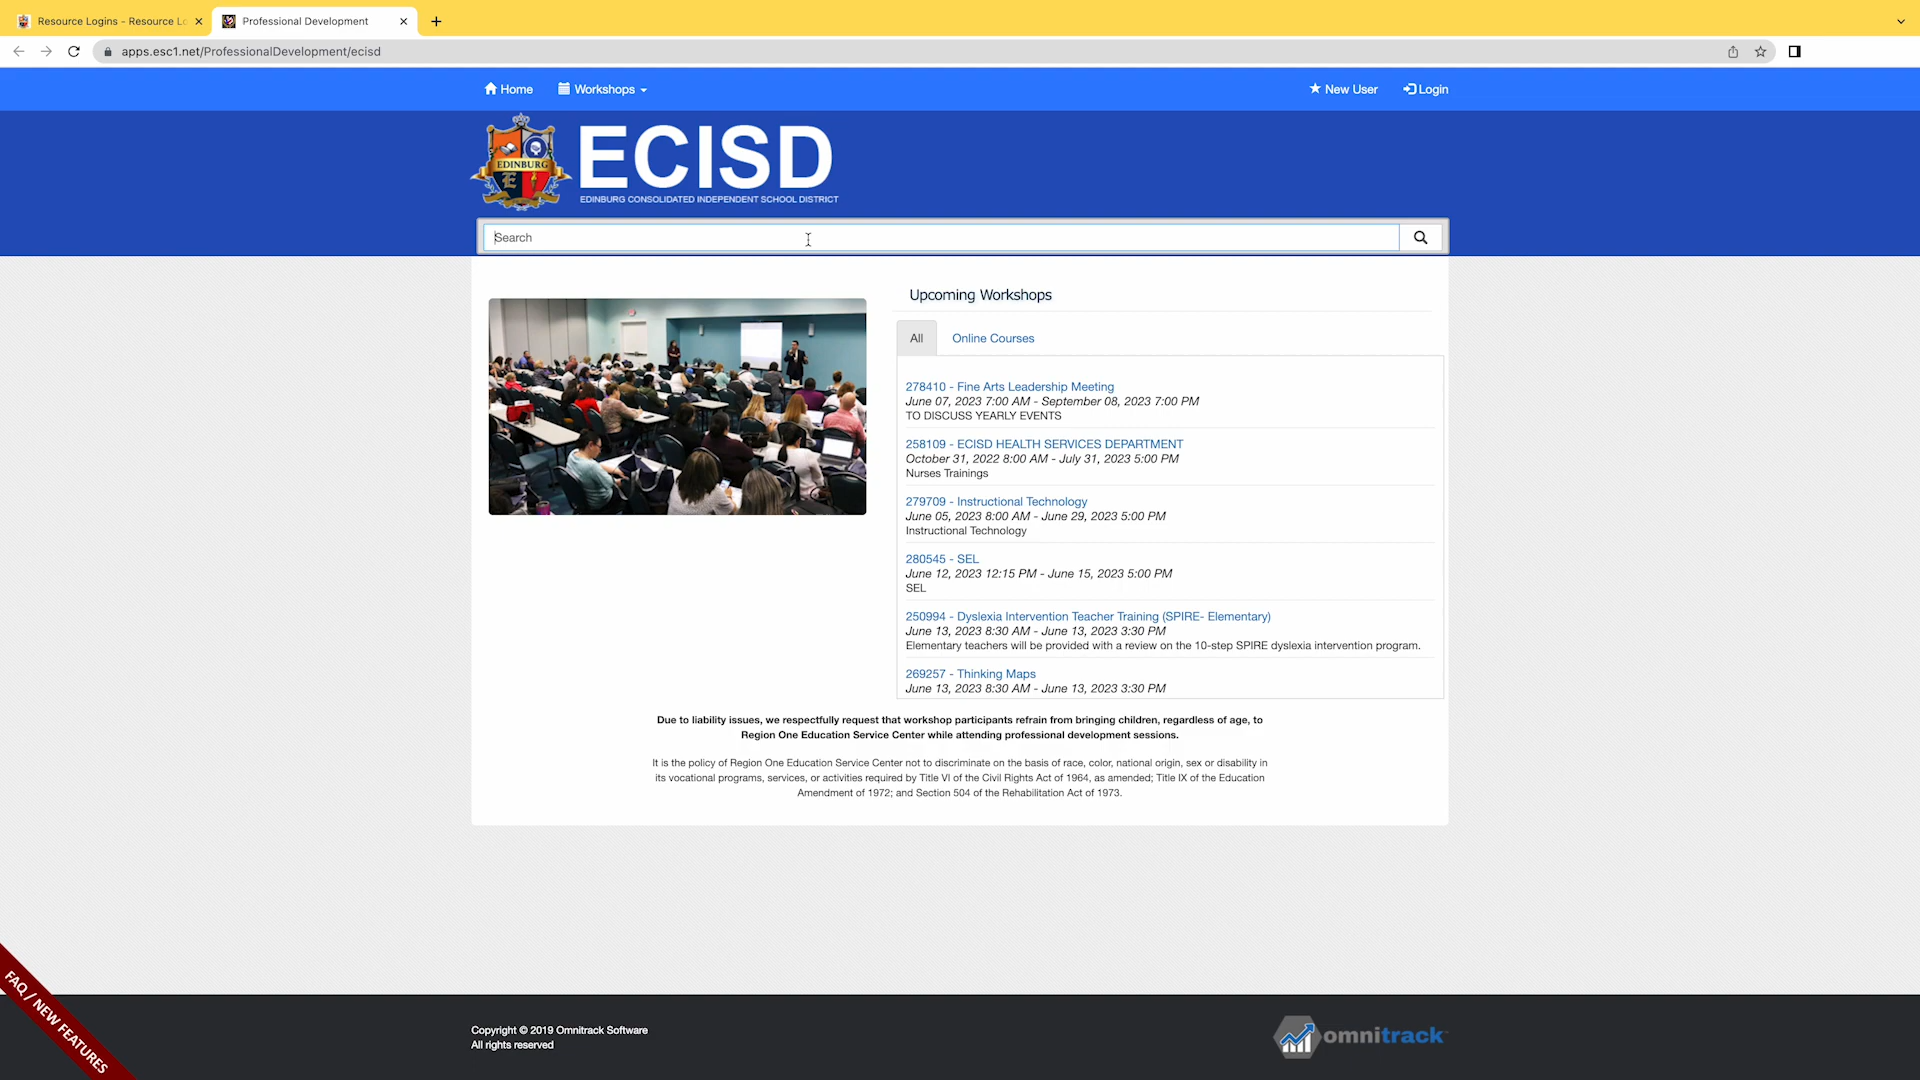 Resource Logins - Resource Lo
Professional Development
apps.esc1.net/ProfessionalDevelopment/ecisd
Home
Workshops
New User
Login
EDINBURG
E
ECISD
EDINBURG CONSOLIDATED INDEPENDENT SCHOOL DISTRICT
Search
Upcoming Workshops
All
Online Courses
278410 - Fine Arts Leadership Meeting
June 07, 2023 7:00 AM - September 08, 2023 7:00 PM
TO DISCUSS YEARLY EVENTS
258109 - ECISD HEALTH SERVICES DEPARTMENT
October 31, 2022 8:00 AM - July 31, 2023 5:00 PM
Nurses Trainings
279709 - Instructional Technology
June 05, 2023 8:00 AM - June 29, 2023 5:00 PM
Instructional Technology
280545 - SEL
June 12, 2023 12:15 PM - June 15, 2023 5:00 PM
SEL
250994 - Dyslexia Intervention Teacher Training (SPIRE- Elementary)
June 13, 2023 8:30 AM - June 13, 2023 3:30 PM
Elementary teachers will be provided with a review on the 10-step SPIRE dyslexia intervention program.
269257 - Thinking Maps
June 13, 2023 8:30 AM - June 13, 2023 3:30 PM
Due to liability issues, we respectfully request that workshop participants refrain from bringing children, regardless of age, to
Region One Education Service Center while attending professional development sessions.
It is the policy of Region One Education Service Center not to discriminate on the basis of race, color, national origin, sex or disability in
its vocational programs, services, or activities required by Title VI of the Civil Rights Act of 1964, as amended; Title IX of the Education
Amendment of 1972; and Section 504 of the Rehabilitation Act of 1973.
FAQ / NEW FEATURES
Copyright © 2019 Omnitrack Software
All rights reserved
omnitrack